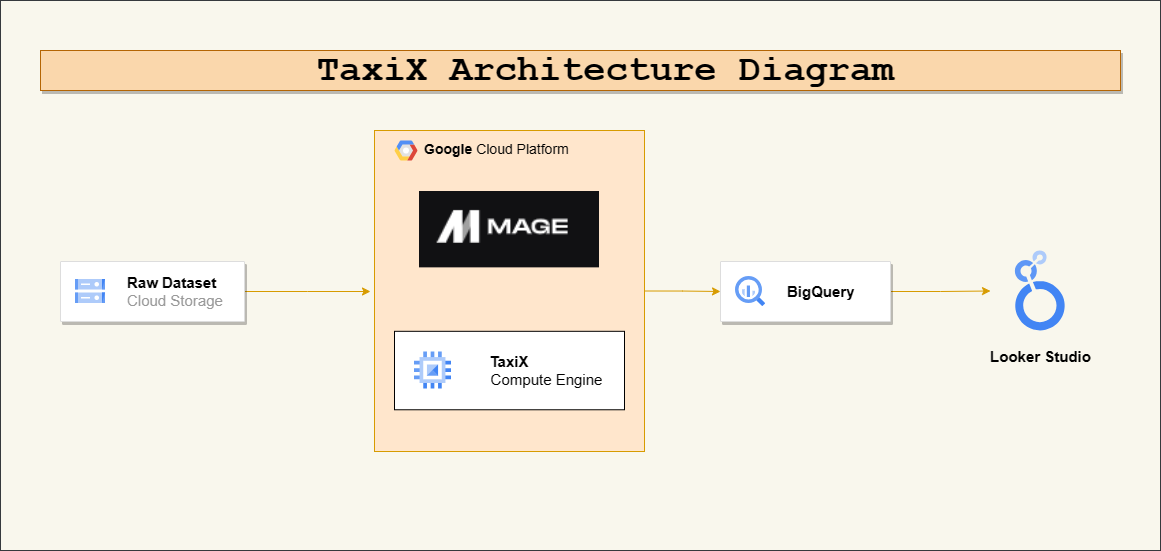 TaxiX Architecture Diagram
Google Cloud Platform
MAGE
Raw Dataset
Cloud Storage
TaxiX
Compute Engine
BigQuery
Looker Studio